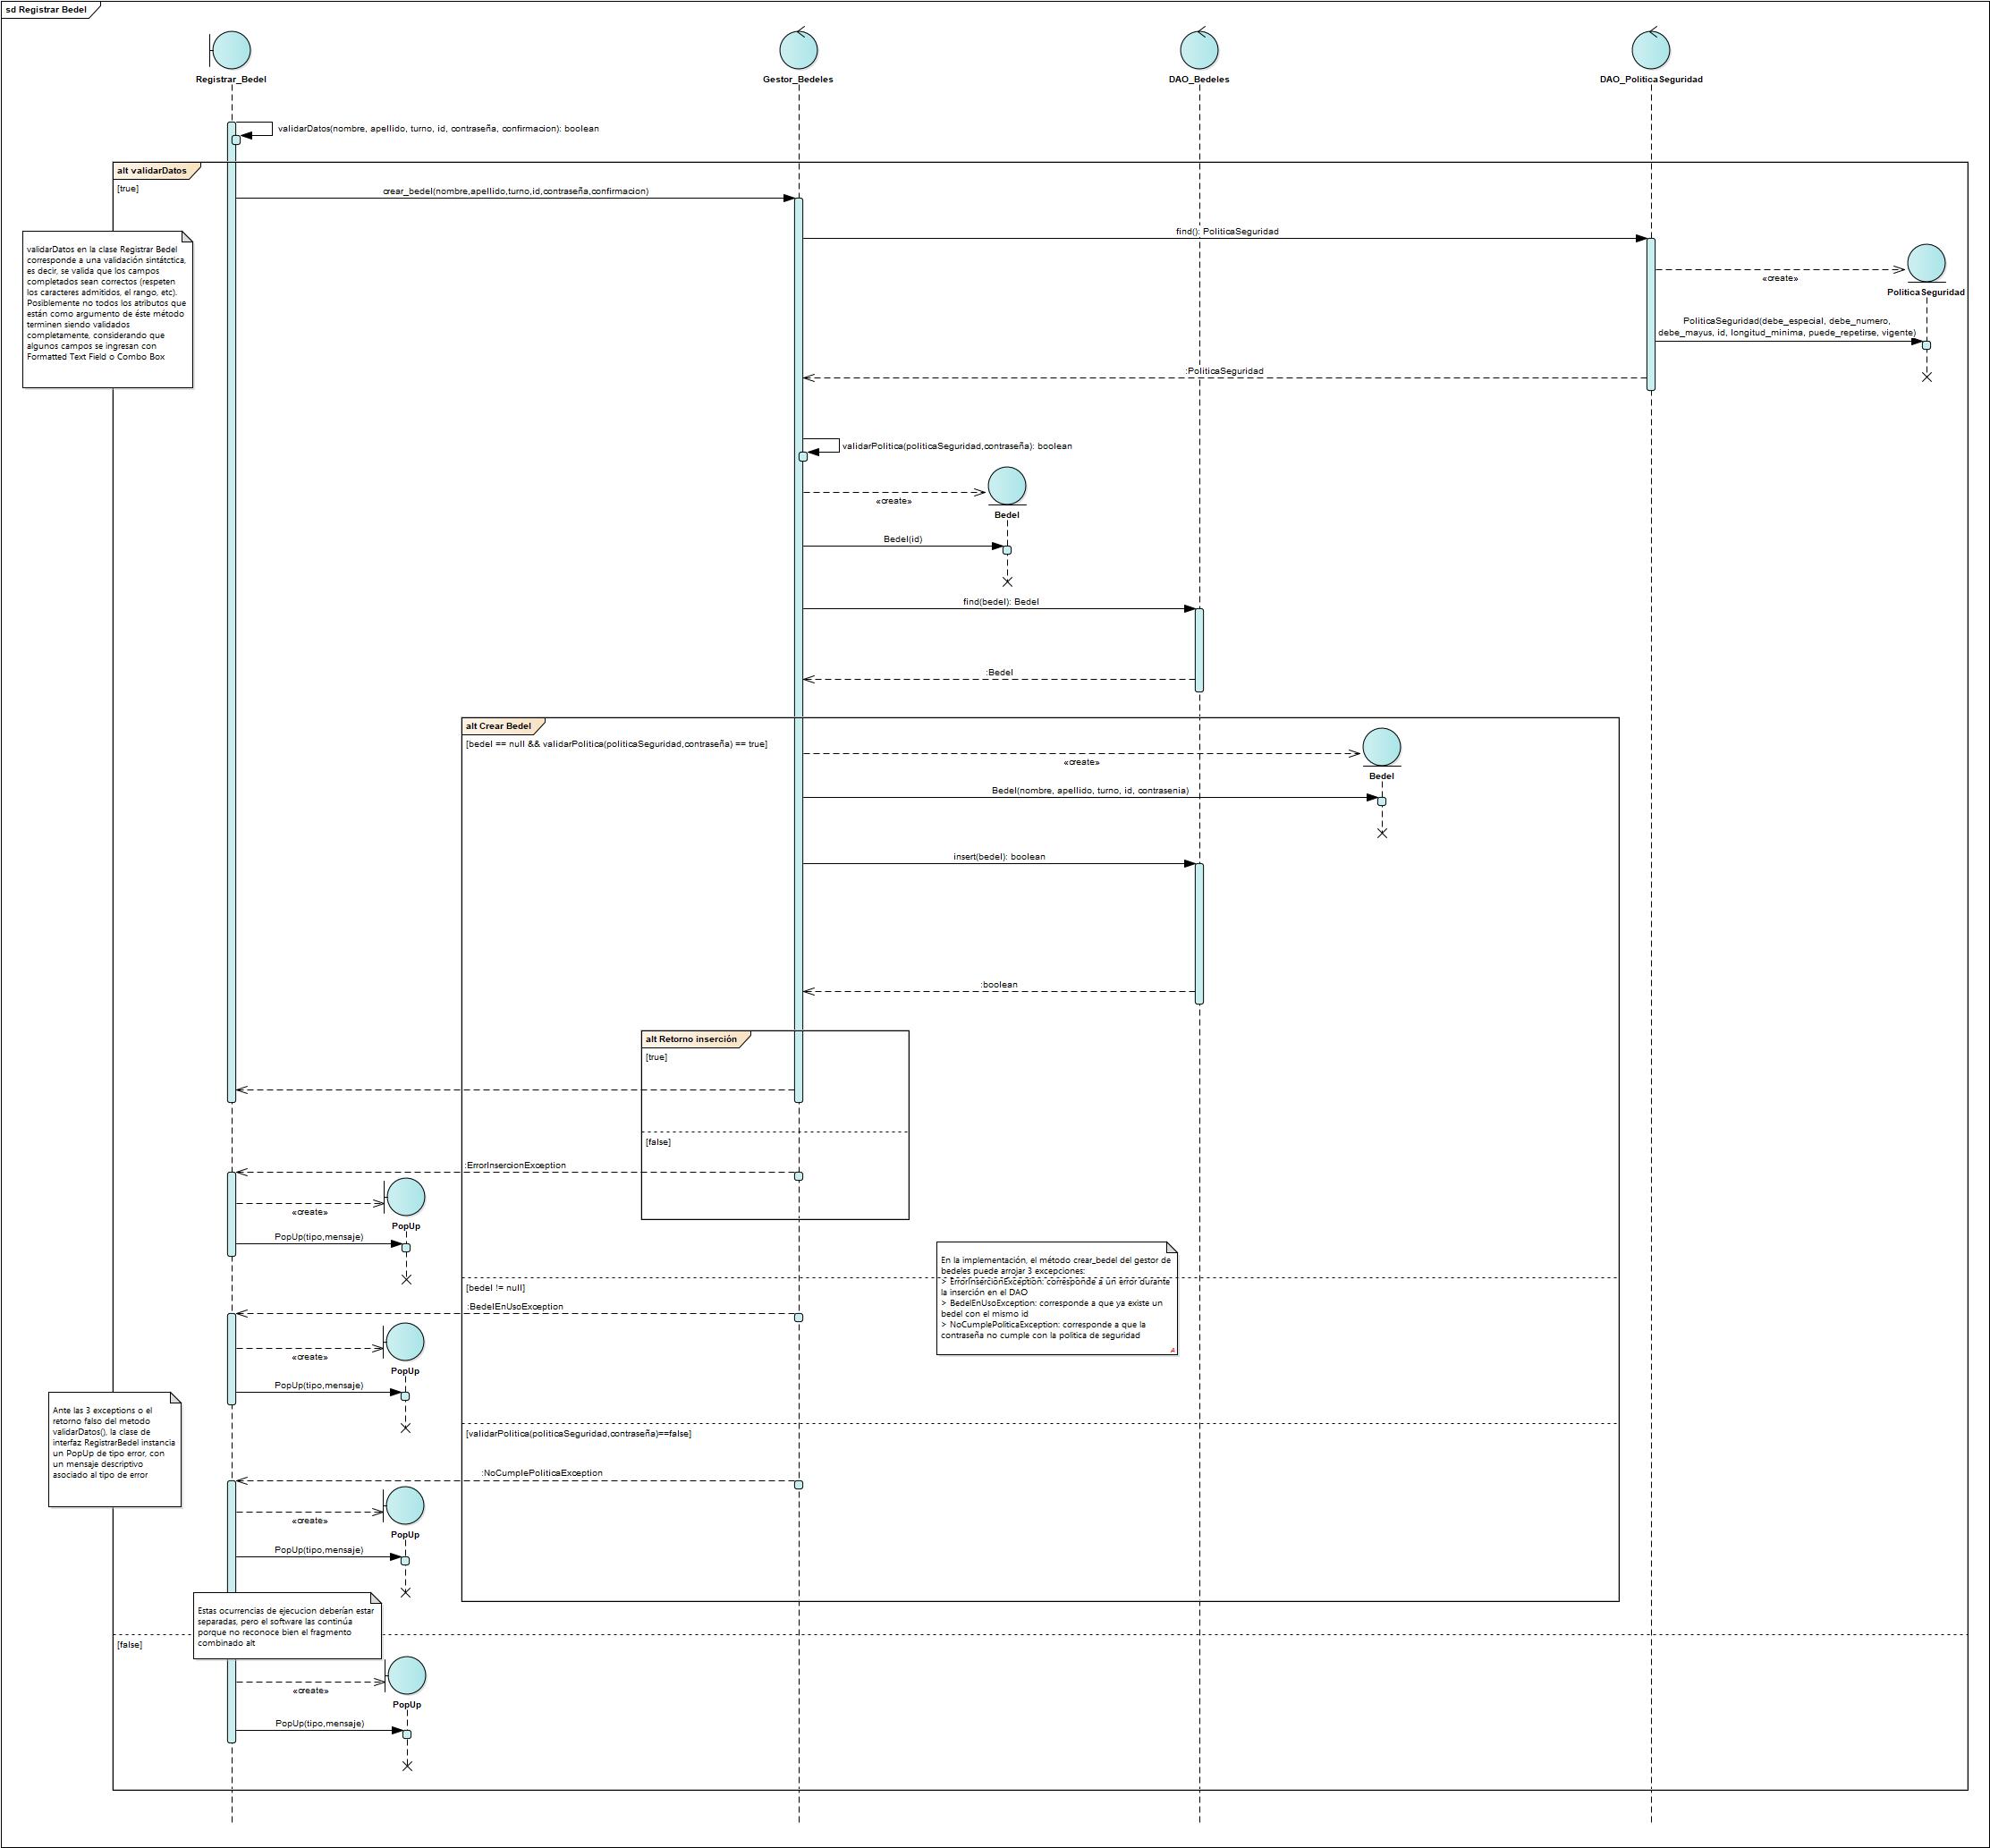 sd Registrar Bedel
Registrar_Bedel
Gestor_Bedeles
DAO_Bedeles
DAO_PoliticaSeguridad
validarDatos(nombre, apellido, turno, id, contraseña, confirmacion): boolean
alt validarDatos
[true]
crear_bedel(nombre,apellido,turno,id,contraseña,confirmacion)
validarDatos en la clase Registrar Bedel
corresponde a una validación sintátctica,
es decir, se valida que los campos
completados sean correctos (respeten
los caracteres admitidos, el rango, etc).
Posiblemente no todos los atributos que
están como argumento de éste método
terminen siendo validados
completamente, considerando que
algunos campos se ingresan con
Formatted Text Field o Combo Box
find(): PoliticaSeguridad
«create»
PoliticaSeguridad
PoliticaSeguridad(debe_especial, debe_numero,
debe_mayus, id, longitud_minima, puede_repetirse, vigente)
:PoliticaSeguridad
validarPolitica(politicaSeguridad,contraseña): boolean
«create»
Bedel
Bedel(id)
find(bedel): Bedel
:Bedel
alt Crear Bedel
[bedel == null && validarPolitica(politicaSeguridad,contraseña) == true]
«create»
Bedel
Bedel(nombre, apellido, turno, id, contrasenia)
insert(bedel): boolean
:boolean
alt Retorno inserción
[true]
[false]
:ErrorInsercionException
«create»
PopUp
PopUp(tipo,mensaje)
En la implementación, el método crear_bedel del gestor de
bedeles puede arrojar 3 excepciones:
> ErrorInsercionException: corresponde a un error durante
la inserción en el DAO
> BedelEnUsoException: corresponde a que ya existe un
bedel con el mismo id
> NoCumplePoliticaException: corresponde a que la
contraseña no cumple con la politica de seguridad
[bedel != null]
:BedelEnUsoException
«create»
PopUp
PopUp(tipo,mensaje)
Ante las 3 exceptions o el
retorno falso del metodo
validarDatos(), la clase de
interfaz RegistrarBedel instancia
un PopUp de tipo error, con
un mensaje descriptivo
asociado al tipo de error
[validarPolitica(politicaSeguridad,contraseña)==false]
:NoCumplePoliticaException
«create»
PopUp
PopUp(tipo,mensaje)
Estas ocurrencias de ejecucion deberían estar
separadas, pero el software las continúa
porque no reconoce bien el fragmento
combinado alt
[false]
«create»
PopUp
PopUp(tipo,mensaje)